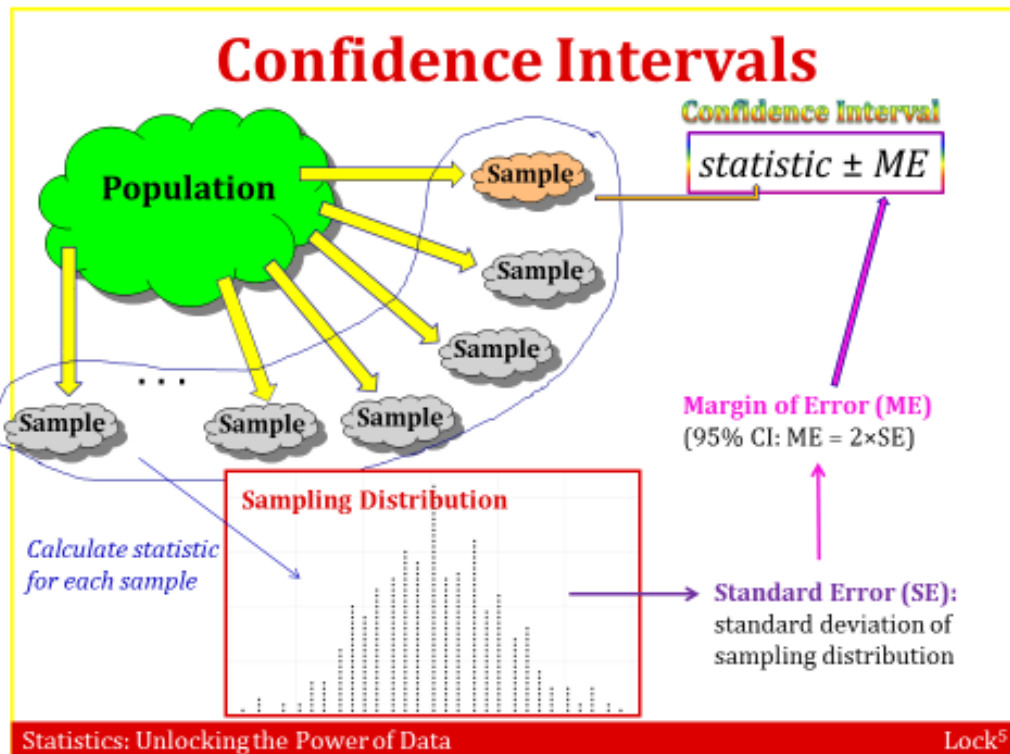 Confidence Intervals
Confidence Interval
statistic ± ME
Population
Sample
Sample
Sample
Sample
Sample
Sample
. . .
Margin of Error (ME)
(95% CI: ME = 2×SE)
Sampling Distribution
Calculate statistic
for each sample
Standard Error (SE):
standard deviation of
sampling distribution
Statistics: Unlocking the Power of Data
Lock⁵